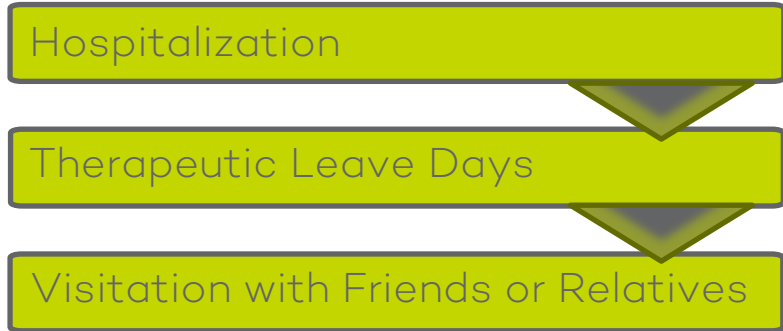 Hospitalization
Therapeutic Leave Days
Visitation with Friends or Relatives